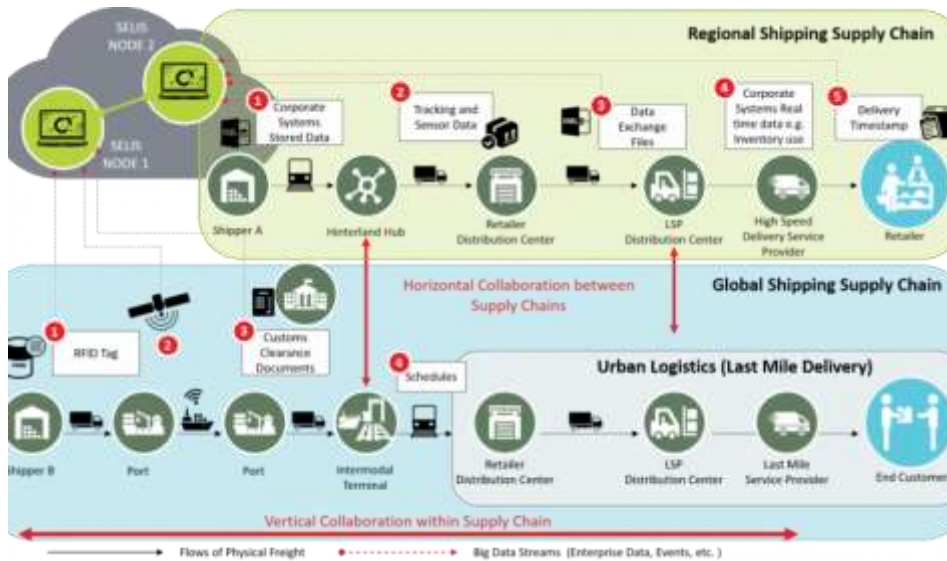 SELIS
NODE 2
Regional Shipping Supply Chain
SELIS
NODE 1
1
Corporate
Systems
Stored Data
2
Tracking and
Sensor Data
3
Data
Exchange
Files
4
Corporate
Systems Real
time data e.g.
Inventory use
5
Delivery
Timestamp
Shipper A
Hinterland Hub
Retailer
Distribution Center
LSP
Distribution Center
High Speed
Delivery Service
Provider
Retailer
Horizontal Collaboration between
Supply Chains
Global Shipping Supply Chain
1
RFID Tag
2
3
Customs
Clearance
Documents
4
Schedules
Urban Logistics (Last Mile Delivery)
Shipper B
Port
Port
Intermodal
Terminal
Retailer
Distribution Center
LSP
Distribution Center
Last Mile
Service Provider
End Customer
Vertical Collaboration within Supply Chain
Flows of Physical Freight
Big Data Streams (Enterprise Data, Events, etc. )